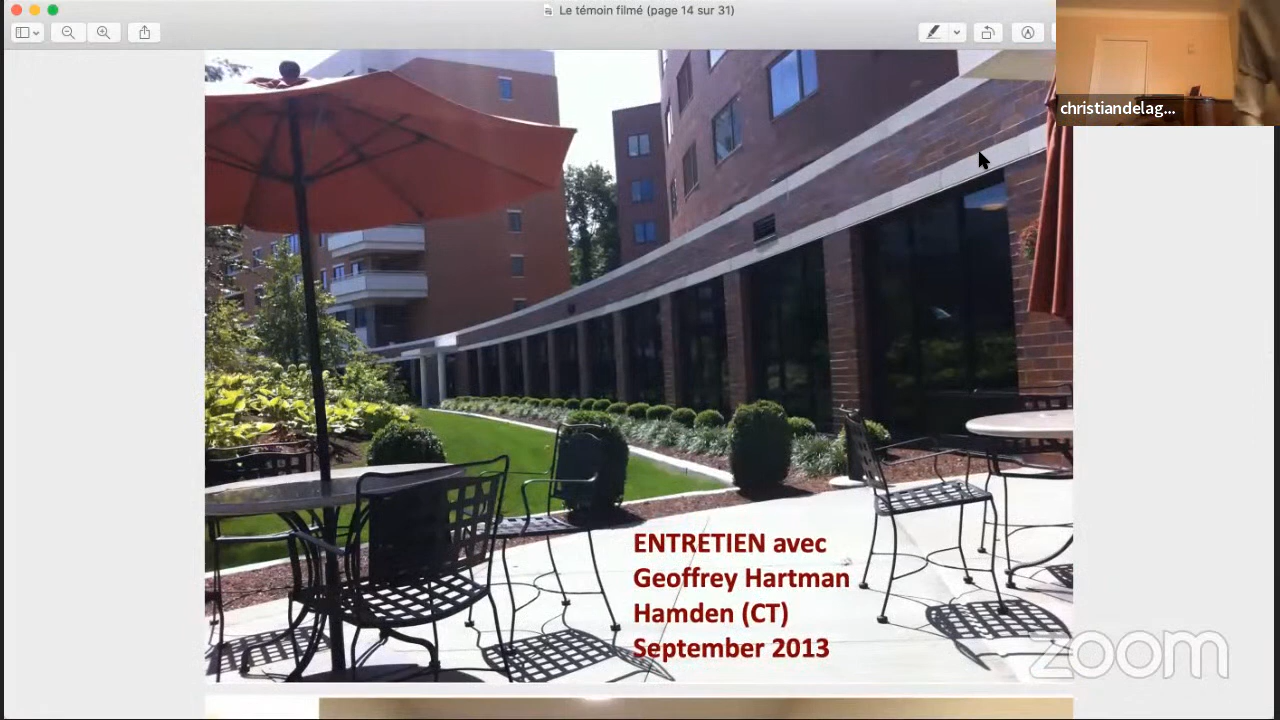 Le témoin filmé (page 14 sur 31)
christiandelag...
ENTRETIEN avec
Geoffrey Hartman
Hamden (CT)
September 2013
zoom